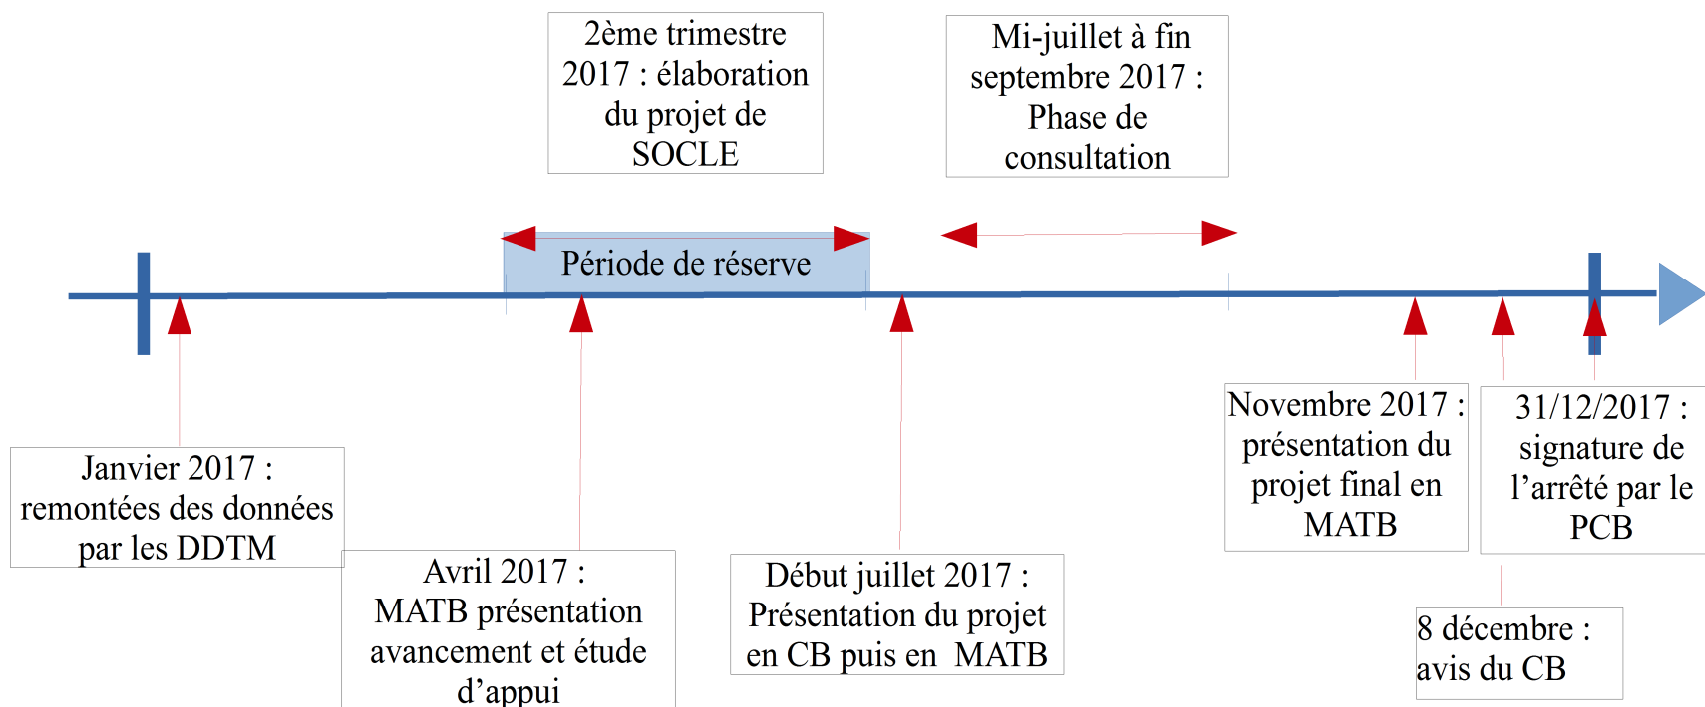 2ème trimestre
2017 : élaboration
du projet de
SOCLE
Mi-juillet à fin
septembre 2017 :
Phase de
consultation
Période de réserve
Janvier 2017 :
remontées des données
par les DDTM
Avril 2017 :
MATB présentation
avancement et étude
d’appui
Début juillet 2017 :
Présentation du projet
en CB puis en MATB
Novembre 2017 :
présentation du
projet final en
MATB
31/12/2017 :
signature de
l’arrêté par le
PCB
8 décembre :
avis du CB